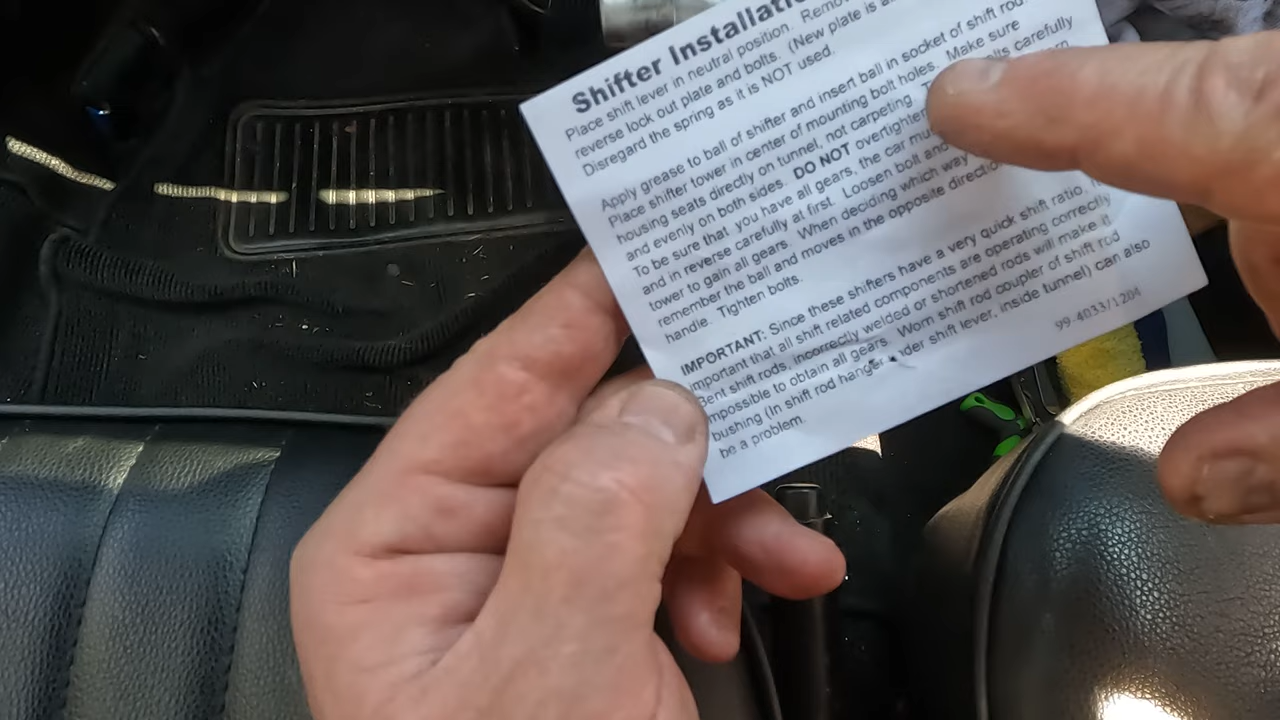 Shifter Installatio
Place shift lever in neutral position. Remov
reverse lock out plate and bolts. (New plate is a
Disregard the spring as it is NOT used.
Apply grease to ball of shifter and insert ball in socket of shift rod
Place shifter tower in center of mounting bolt holes. Make sure
housing seats directly on tunnel, not carpeting. T olts carefully
and evenly on both sides. DO NOT overtighten
To be sure that you have all gears, the car mu
and in reverse carefully at first. Loosen bolt and
tower to gain all gears. When deciding which way
remember the ball and moves in the opposite directio
handle. Tighten bolts.
IMPORTANT: Since these shifters have a very quick shift ratio,
important that all shift related components are operating correctly
Bent shift rods, incorrectly welded or shortened rods will make it
impossible to obtain all gears. Worn shift rod coupler of shift rod
bushing (In shift rod hanger under shift lever, inside tunnel) can also
be a problem.
99-4033/1204